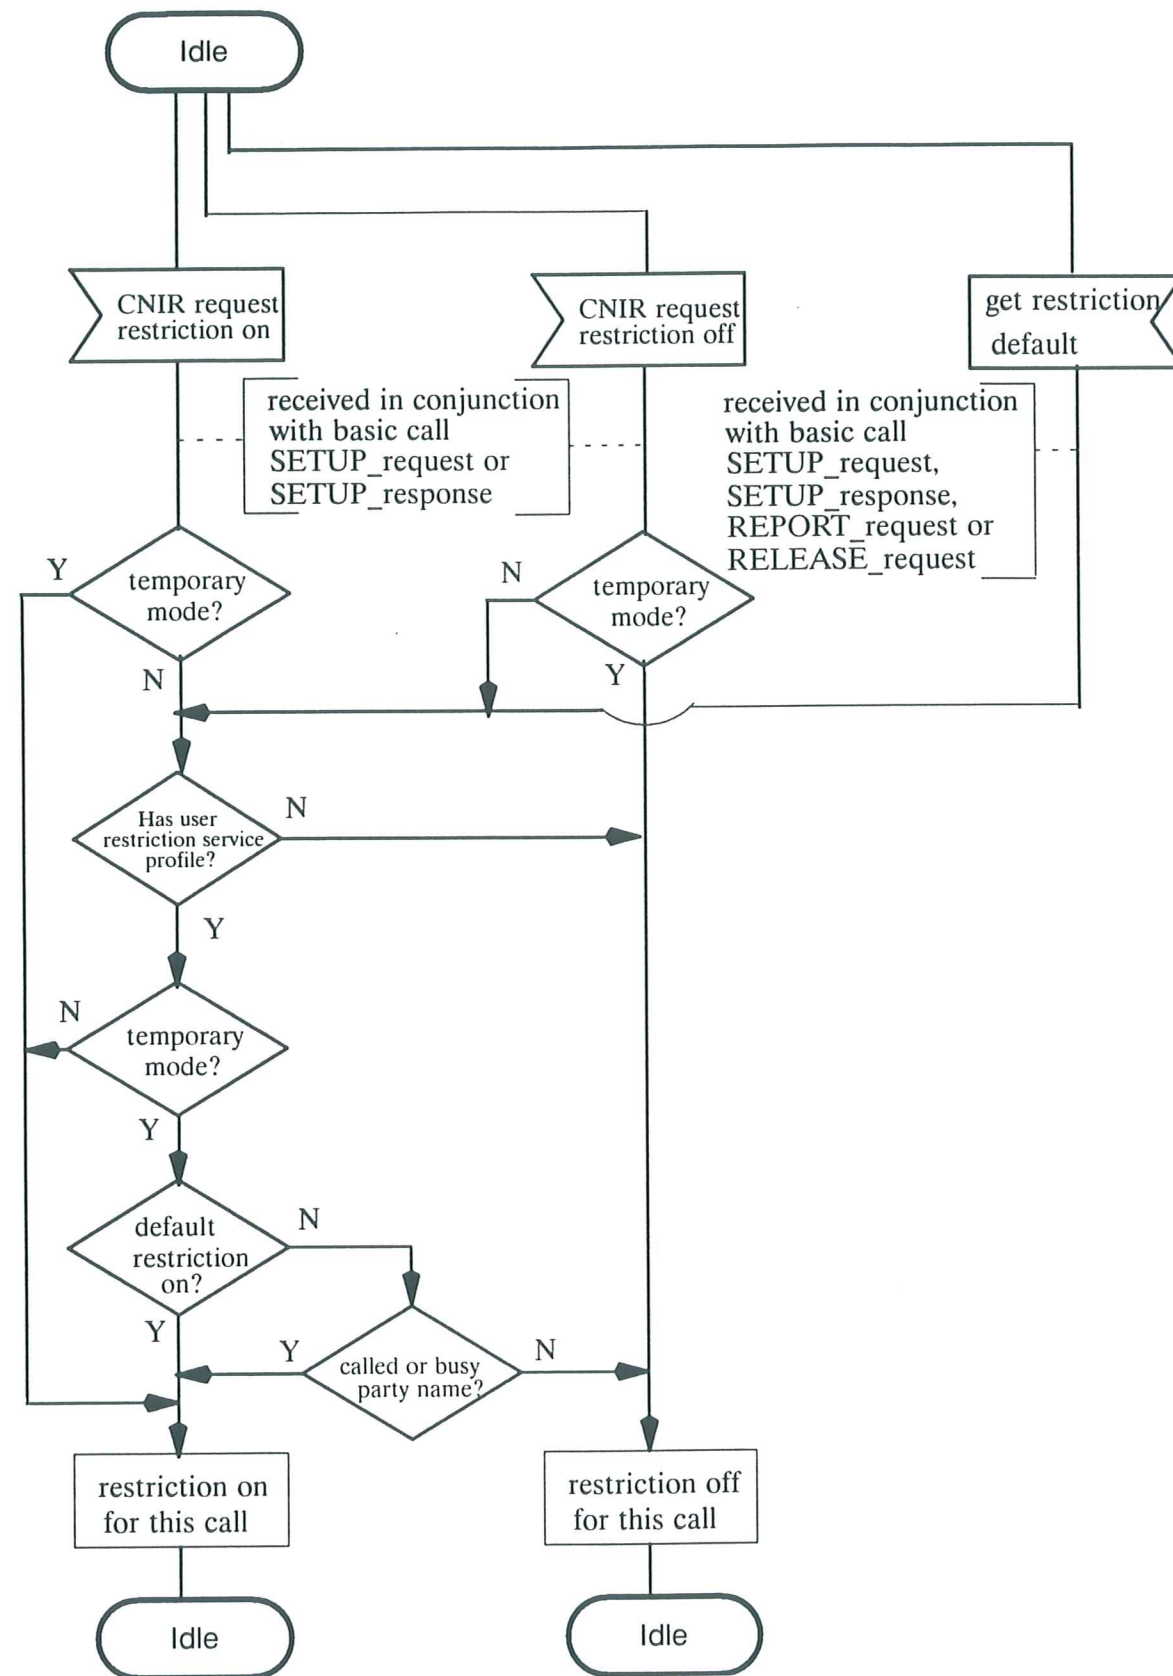 Idle
CNIR request
restriction on
CNIR request
restriction off
get restriction
default
received in conjunction
with basic call
SETUP_request or
SETUP_response
received in conjunction
with basic call
SETUP_request,
SETUP_response,
REPORT_request or
RELEASE_request
Y
temporary
mode?
N
N
temporary
mode?
Y
Has user
restriction service
profile?
N
Y
N
temporary
mode?
Y
default
restriction
on?
N
Y
Y
called or busy
party name?
N
restriction on
for this call
restriction off
for this call
Idle
Idle